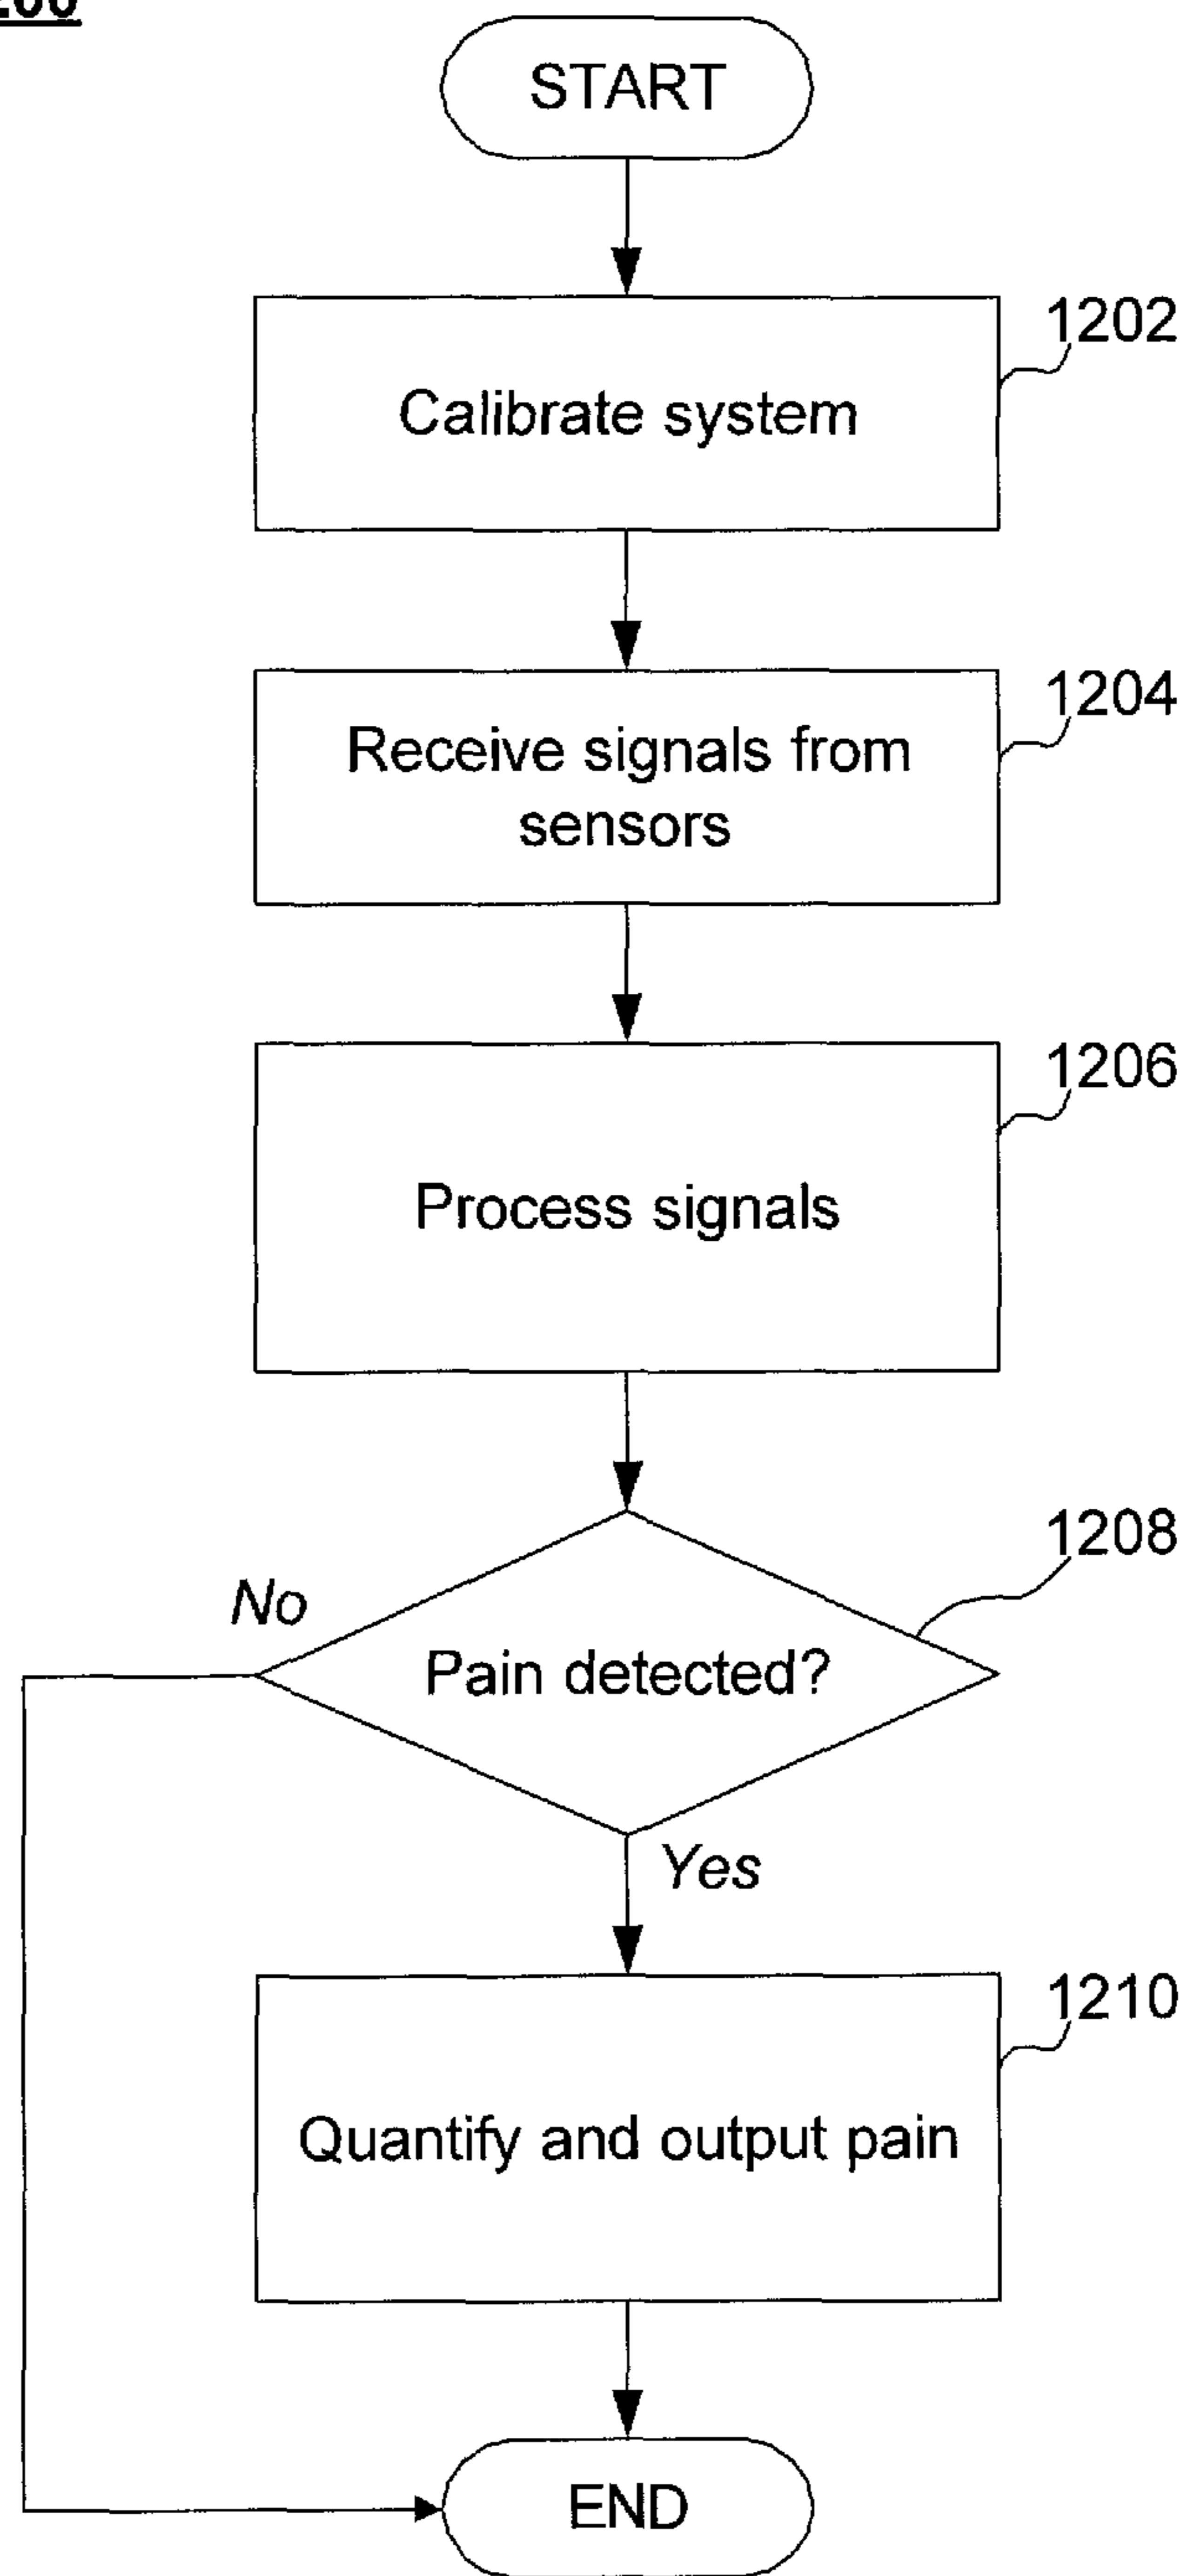 START
1202
Calibrate system
1204
Receive signals from
sensors
1206
Process signals
1208
No
Pain detected?
Yes
1210
Quantify and output pain
END